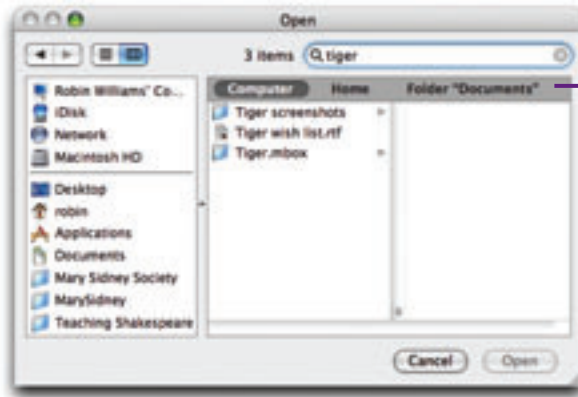 Open
3 items tiger
Computer Home Folder "Documents"
Robin Williams' Co...
iDisk
Network
Macintosh HD
Desktop
robin
Applications
Documents
Mary Sidney Society
MarySidney
Teaching Shakespeare
Tiger screenshots
Tiger wish list.rtf
Tiger.mbox
Cancel Open